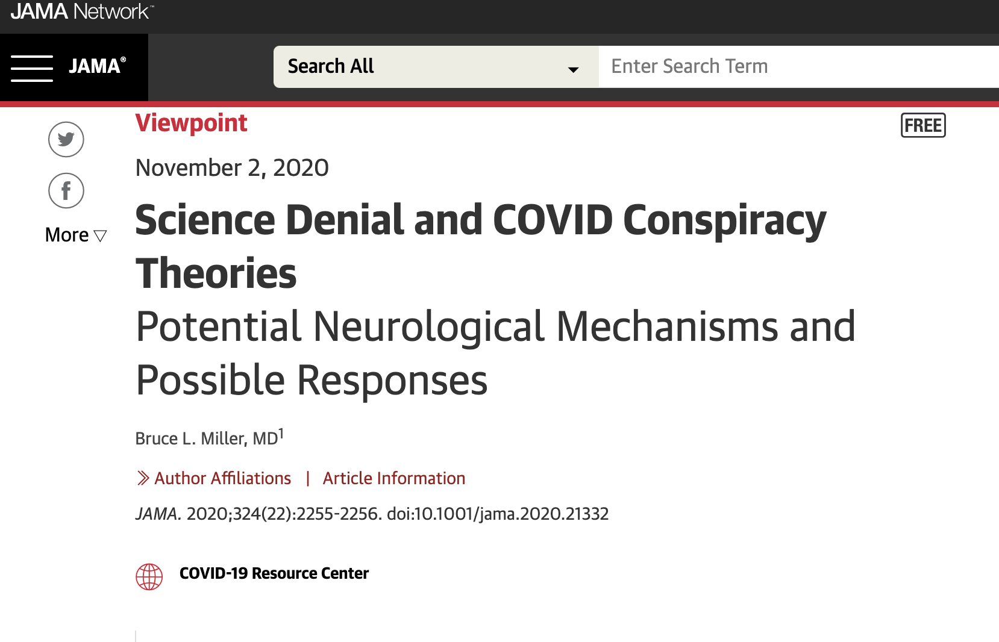 JAMA Network™
JAMA®
Search All
Enter Search Term
Viewpoint
FREE
November 2, 2020
Science Denial and COVID Conspiracy
Theories
Potential Neurological Mechanisms and
Possible Responses
More
Bruce L. Miller, MD1
Author Affiliations | Article Information
JAMA. 2020;324(22):2255-2256. doi:10.1001/jama.2020.21332
COVID-19 Resource Center